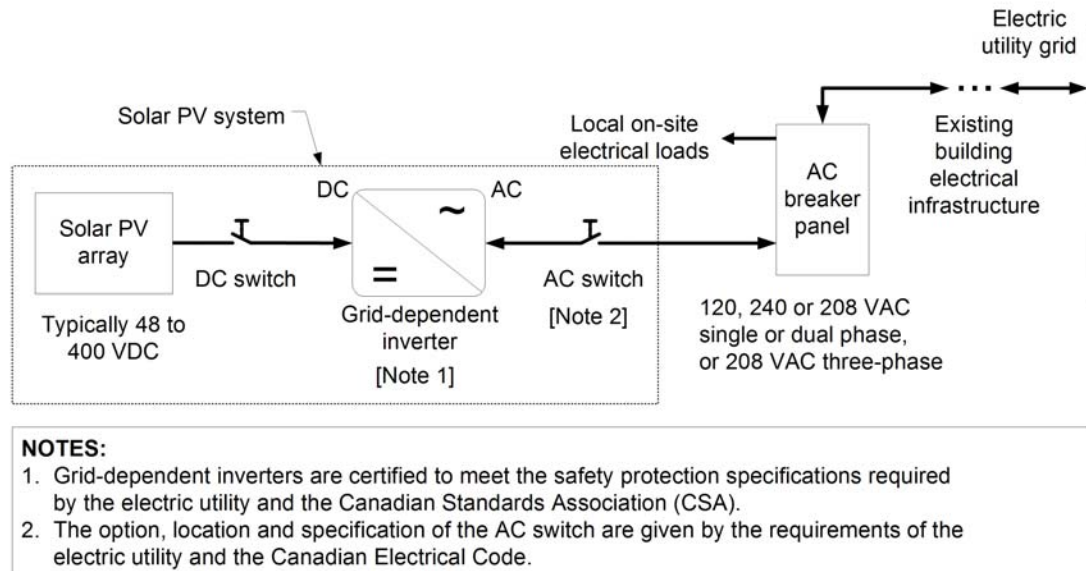 Electric
utility grid
Solar PV system
Local on-site
electrical loads
Existing
building
electrical
infrastructure
AC
breaker
panel
DC
AC
~
=
Solar PV
array
DC switch
AC switch
[Note 2]
Grid-dependent
inverter
[Note 1]
Typically 48 to
400 VDC
120, 240 or 208 VAC
single or dual phase,
or 208 VAC three-phase
NOTES:
1. Grid-dependent inverters are certified to meet the safety protection specifications required
by the electric utility and the Canadian Standards Association (CSA).
2. The option, location and specification of the AC switch are given by the requirements of the
electric utility and the Canadian Electrical Code.